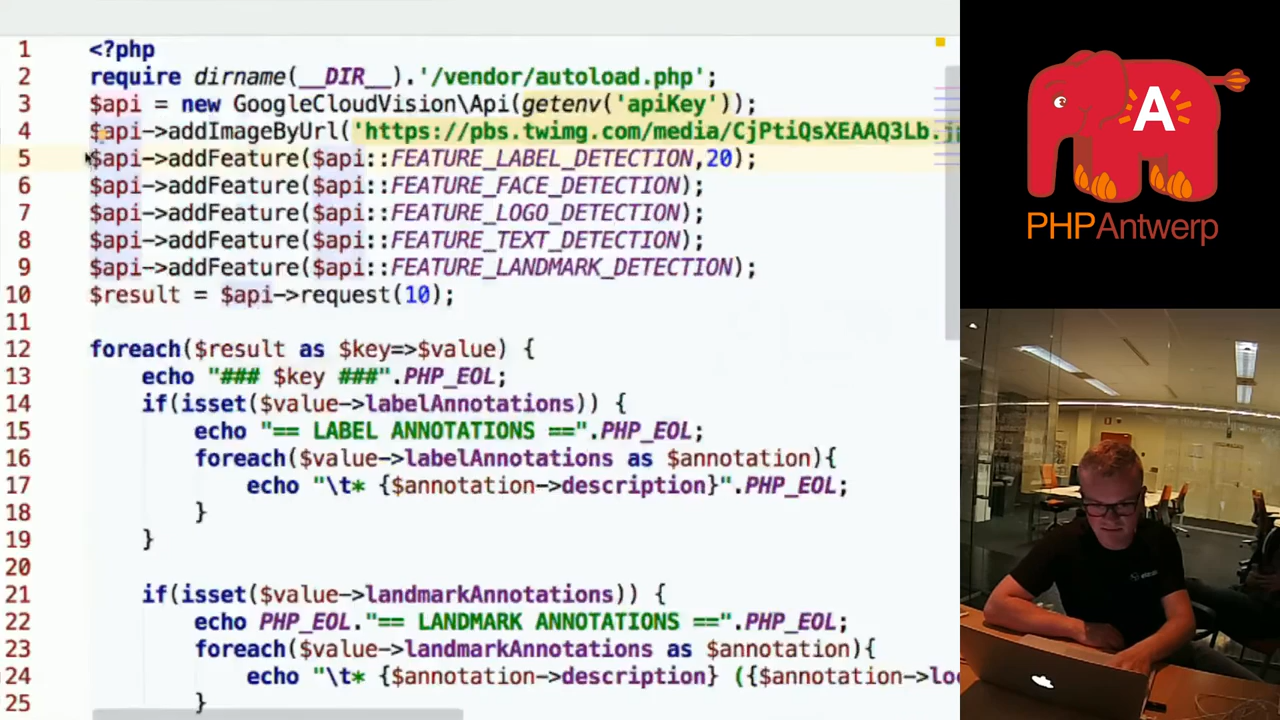 1 <?php
2 require dirname(__DIR__).'/vendor/autoload.php';
3 $api = new GoogleCloudVision\Api(getenv('apiKey'));
4 $api->addImageByUrl('https://pbs.twimg.com/media/CjPtiQsXEAAQ3Lb.j
5 $api->addFeature($api::FEATURE_LABEL_DETECTION,20);
6 $api->addFeature($api::FEATURE_FACE_DETECTION);
7 $api->addFeature($api::FEATURE_LOGO_DETECTION);
8 $api->addFeature($api::FEATURE_TEXT_DETECTION);
9 $api->addFeature($api::FEATURE_LANDMARK_DETECTION);
10 $result = $api->request(10);
11
12 foreach($result as $key=>$value) {
13 echo "### $key ###".PHP_EOL;
14 if(isset($value->labelAnnotations)) {
15 echo "== LABEL ANNOTATIONS ==".PHP_EOL;
16 foreach($value->labelAnnotations as $annotation){
17 echo "\t* {$annotation->description}".PHP_EOL;
18 }
19 }
20
21 if(isset($value->landmarkAnnotations)) {
22 echo PHP_EOL."== LANDMARK ANNOTATIONS ==".PHP_EOL;
23 foreach($value->landmarkAnnotations as $annotation){
24 echo "\t* {$annotation->description} ({$annotation->lo
25 }
A
PHPAntwerp